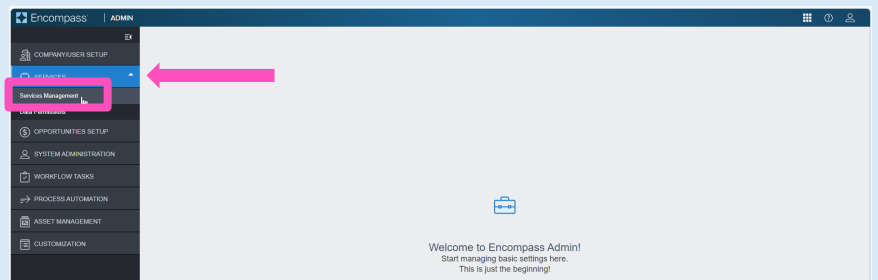 Encompass | ADMIN
COMPANY/USER SETUP
SERVICES
Services Management
Data Permissions
OPPORTUNITIES SETUP
SYSTEM ADMINISTRATION
WORKFLOW TASKS
PROCESS AUTOMATION
ASSET MANAGEMENT
CUSTOMIZATION
Welcome to Encompass Admin!
Start managing basic settings here.
This is just the beginning!